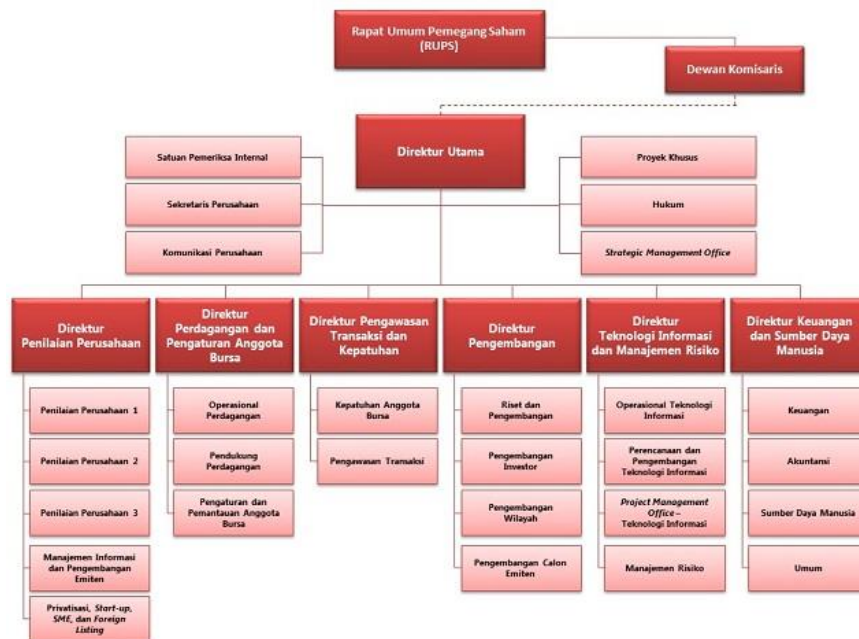 Rapat Umum Pemegang Saham
(RUPS)
Dewan Komisaris
Direktur Utama
Satuan Pemeriksa Internal
Sekretaris Perusahaan
Komunikasi Perusahaan
Proyek Khusus
Hukum
Strategic Management Office
Direktur
Penilaian Perusahaan
Direktur
Perdagangan dan
Pengaturan Anggota
Bursa
Direktur Pengawasan
Transaksi dan
Kepatuhan
Direktur
Pengembangan
Direktur
Teknologi Informasi
dan Manajemen Risiko
Direktur Keuangan
dan Sumber Daya
Manusia
Penilaian Perusahaan 1
Penilaian Perusahaan 2
Penilaian Perusahaan 3
Manajemen Informasi
dan Pengembangan
Emiten
Privatisasi, Start-up,
SME, dan Foreign
Listing
Operasional
Perdagangan
Pendukung
Perdagangan
Pengaturan dan
Pemantauan Anggota
Bursa
Kepatuhan Anggota
Bursa
Pengawasan Transaksi
Riset dan
Pengembangan
Pengembangan
Investor
Pengembangan
Wilayah
Pengembangan Calon
Emiten
Operasional Teknologi
Informasi
Perencanaan dan
Pengembangan
Teknologi Informasi
Project Management
Office –
Teknologi Informasi
Manajemen Risiko
Keuangan
Akuntansi
Sumber Daya Manusia
Umum